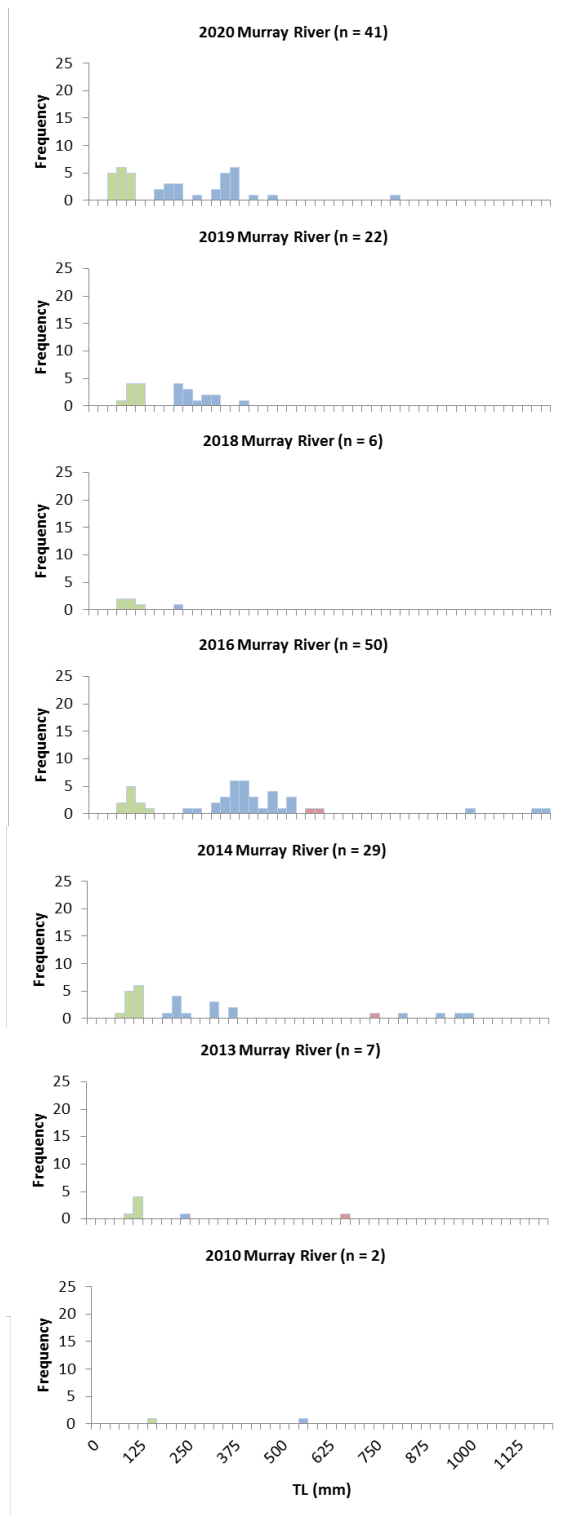 2020 Murray River (n = 41)
25
20
15
10
5
0
Frequency
2019 Murray River (n = 22)
25
20
15
10
5
0
Frequency
2018 Murray River (n = 6)
25
20
15
10
5
0
2016 Murray River (n = 50)
25
20
15
10
5
0
Frequency
2014 Murray River (n = 29)
25
20
15
10
5
0
Frequency
2013 Murray River (n = 7)
25
20
15
10
5
0
Frequency
2010 Murray River (n = 2)
25
20
15
10
5
0
Frequency
0 125 250 375 500 625 750 875 1000 1125
TL (mm)